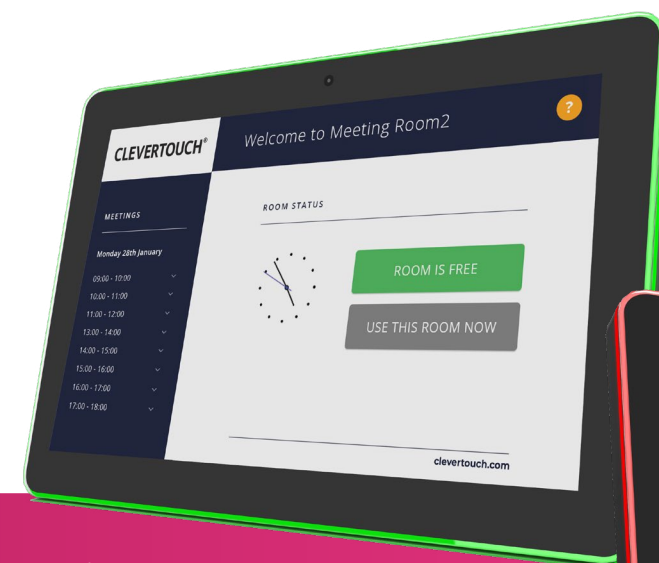 CLEVERTOUCH®
Welcome to Meeting Room2
?
MEETINGS
Monday 28th January
09:00 - 10:00
10:00 - 11:00
11:00 - 12:00
13:00 - 14:00
14:00 - 15:00
15:00 - 16:00
16:00 - 17:00
17:00 - 18:00
ROOM STATUS
ROOM IS FREE
USE THIS ROOM NOW
clevertouch.com